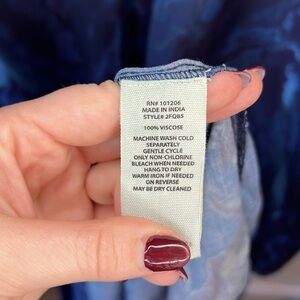 RN# 101206
MADE IN INDIA
STYLE# 2FQB5
100% VISCOSE
MACHINE WASH COLD
SEPARATELY
GENTLE CYCLE
ONLY NON-CHLORINE
BLEACH WHEN NEEDED
HANG TO DRY
WARM IRON IF NEEDED
ON REVERSE
MAY BE DRY CLEANED